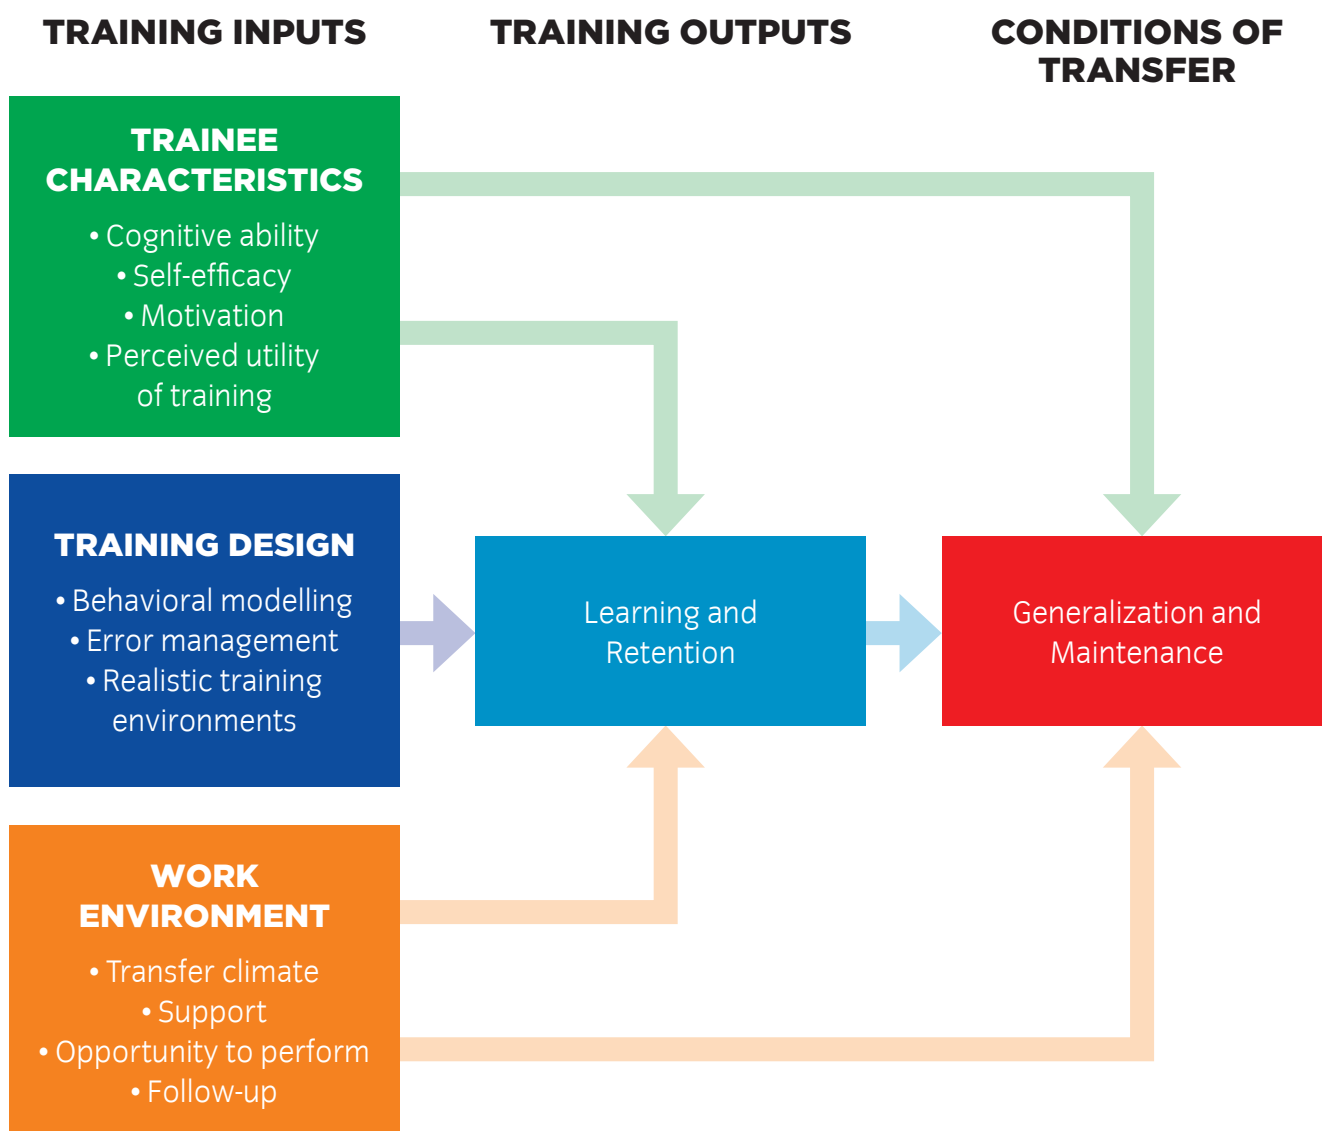 TRAINING INPUTS
TRAINING OUTPUTS
CONDITIONS OF
TRANSFER
TRAINEE
CHARACTERISTICS
• Cognitive ability
• Self-efficacy
• Motivation
• Perceived utility
of training
TRAINING DESIGN
• Behavioral modelling
• Error management
• Realistic training
environments
WORK
ENVIRONMENT
• Transfer climate
• Support
• Opportunity to perform
• Follow-up
Learning and
Retention
Generalization and
Maintenance